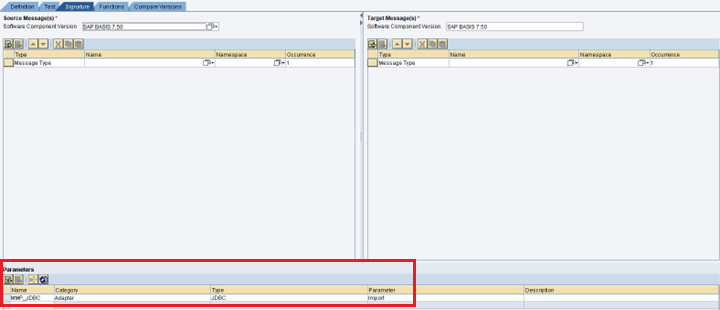 Definition Test Signature Functions Compare Versions
Source Message(s) *
Software Component Version SAP BASIS 7.50
Type Name Namespace Occurrence
Message Type 1
Target Message(s) *
Software Component Version SAP BASIS 7.50
Type Name Namespace Occurrence
Message Type 1
Parameters
Name Category Type Parameter Description
MMP_JDBC Adapter JDBC Import